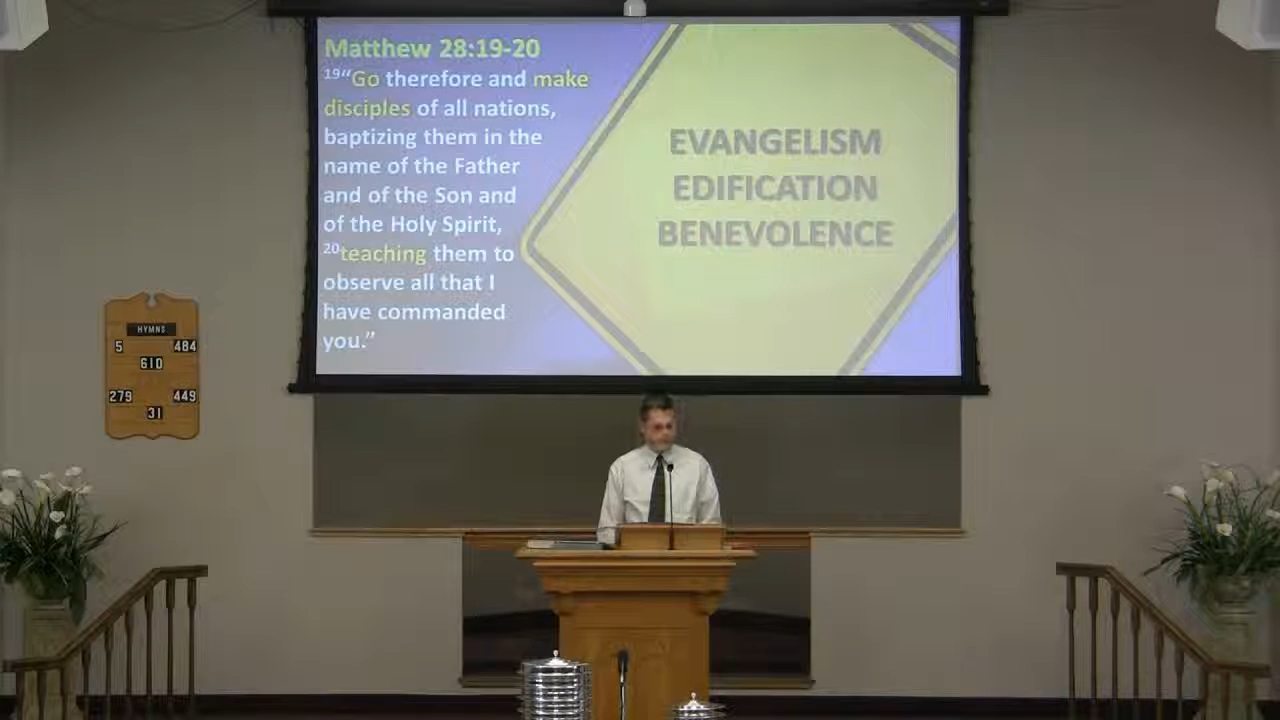 Matthew 28:19-20
19“Go therefore and make
disciples of all nations,
baptizing them in the
name of the Father
and of the Son and
of the Holy Spirit,
20teaching them to
observe all that I
have commanded
you.”
EVANGELISM
EDIFICATION
BENEVOLENCE
HYMNS
5 484
610
279 449
31